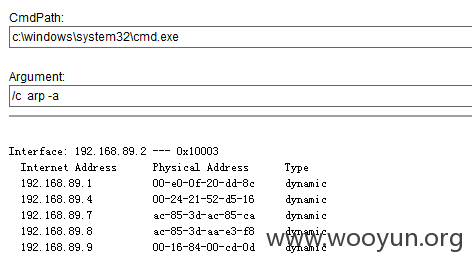 CmdPath:
c:\windows\system32\cmd.exe
Argument:
/c arp -a
Interface: 192.168.89.2 --- 0x10003
Internet Address Physical Address Type
192.168.89.1 00-e0-0f-20-dd-8c dynamic
192.168.89.4 00-24-21-52-d5-16 dynamic
192.168.89.7 ac-85-3d-ac-85-ca dynamic
192.168.89.8 ac-85-3d-aa-e3-f8 dynamic
192.168.89.9 00-16-84-00-cd-0d dynamic
www.wooyun.org